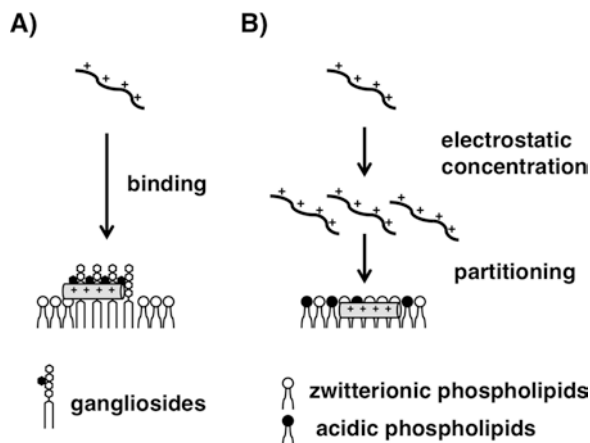 A)
B)
+ + + +
+ + + +
binding
electrostatic
concentration
+ + + + + + + + + + + +
partitioning
+ + + +
+ + + +
gangliosides
zwitterionic phospholipids
acidic phospholipids